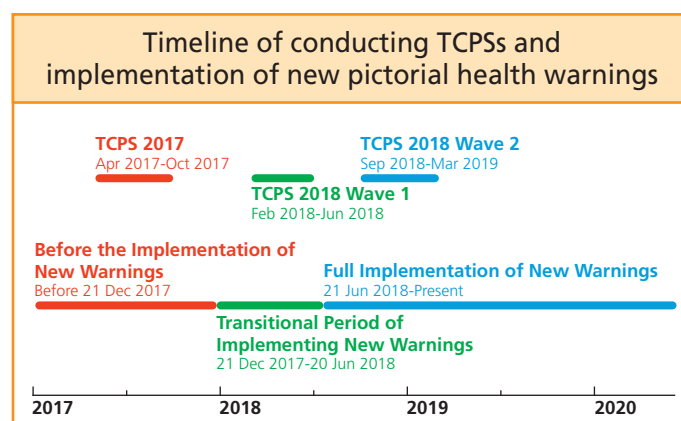 Timeline of conducting TCPSs and
implementation of new pictorial health warnings
TCPS 2017
Apr 2017-Oct 2017
TCPS 2018 Wave 2
Sep 2018-Mar 2019
TCPS 2018 Wave 1
Feb 2018-Jun 2018
Before the Implementation of
New Warnings
Before 21 Dec 2017
Full Implementation of New Warnings
21 Jun 2018-Present
Transitional Period of
Implementing New Warnings
21 Dec 2017-20 Jun 2018
2017 2018 2019 2020